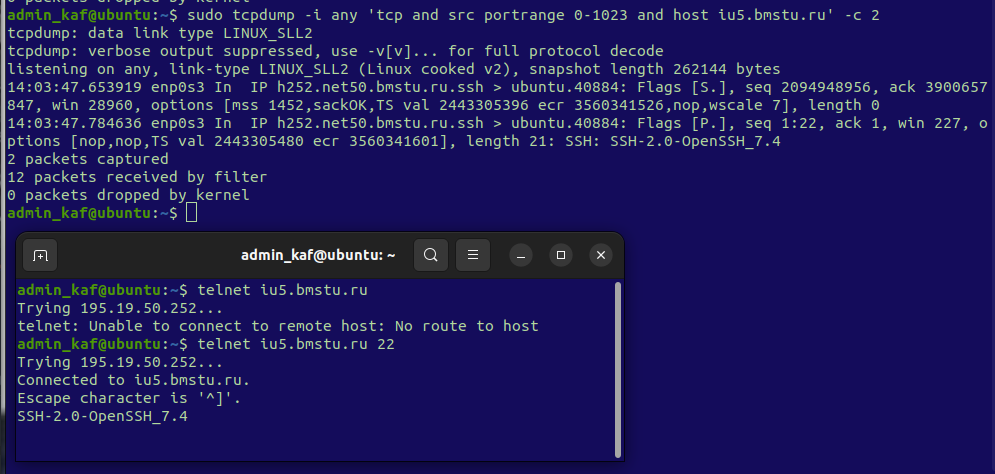 0 packets dropped by kernel
admin_kaf@ubuntu:~$ sudo tcpdump -i any 'tcp and src portrange 0-1023 and host iu5.bmstu.ru' -c 2
tcpdump: data link type LINUX_SLL2
tcpdump: verbose output suppressed, use -v[v]... for full protocol decode
listening on any, link-type LINUX_SLL2 (Linux cooked v2), snapshot length 262144 bytes
14:03:47.653919 enp0s3 In  IP h252.net50.bmstu.ru.ssh > ubuntu.40884: Flags [S.], seq 2094948956, ack 3900657
847, win 28960, options [mss 1452,sackOK,TS val 2443305396 ecr 3560341526,nop,wscale 7], length 0
14:03:47.784636 enp0s3 In  IP h252.net50.bmstu.ru.ssh > ubuntu.40884: Flags [P.], seq 1:22, ack 1, win 227, o
ptions [nop,nop,TS val 2443305480 ecr 3560341601], length 21: SSH: SSH-2.0-OpenSSH_7.4
2 packets captured
12 packets received by filter
0 packets dropped by kernel
admin_kaf@ubuntu:~$
admin_kaf@ubuntu: ~
admin_kaf@ubuntu:~$ telnet iu5.bmstu.ru
Trying 195.19.50.252...
telnet: Unable to connect to remote host: No route to host
admin_kaf@ubuntu:~$ telnet iu5.bmstu.ru 22
Trying 195.19.50.252...
Connected to iu5.bmstu.ru.
Escape character is '^]'.
SSH-2.0-OpenSSH_7.4